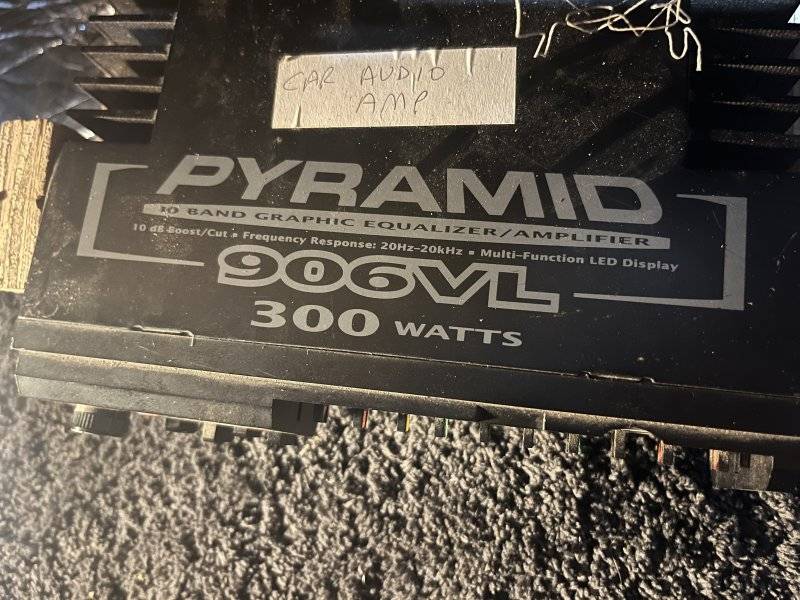 CAR AUDIO
AMP
PYRAMID
10 BAND GRAPHIC EQUALIZER/AMPLIFIER
10 dB Boost/Cut • Frequency Response: 20Hz-20kHz • Multi-Function LED Display
906VL
300 WATTS